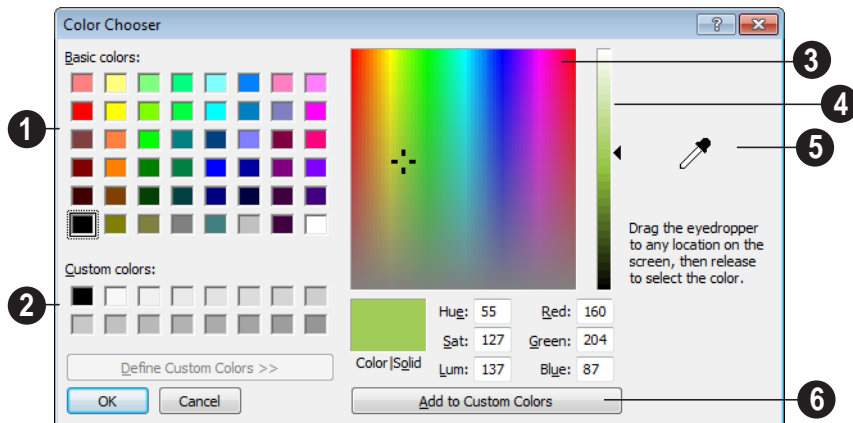 Color Chooser
?
Basic colors:
1
3
4
5
Drag the eyedropper
to any location on the
screen, then release
to select the color.
Custom colors:
2
Hue: 55 Red: 160
Sat: 127 Green: 204
Color|Solid Lum: 137 Blue: 87
Define Custom Colors >>
OK Cancel Add to Custom Colors
6